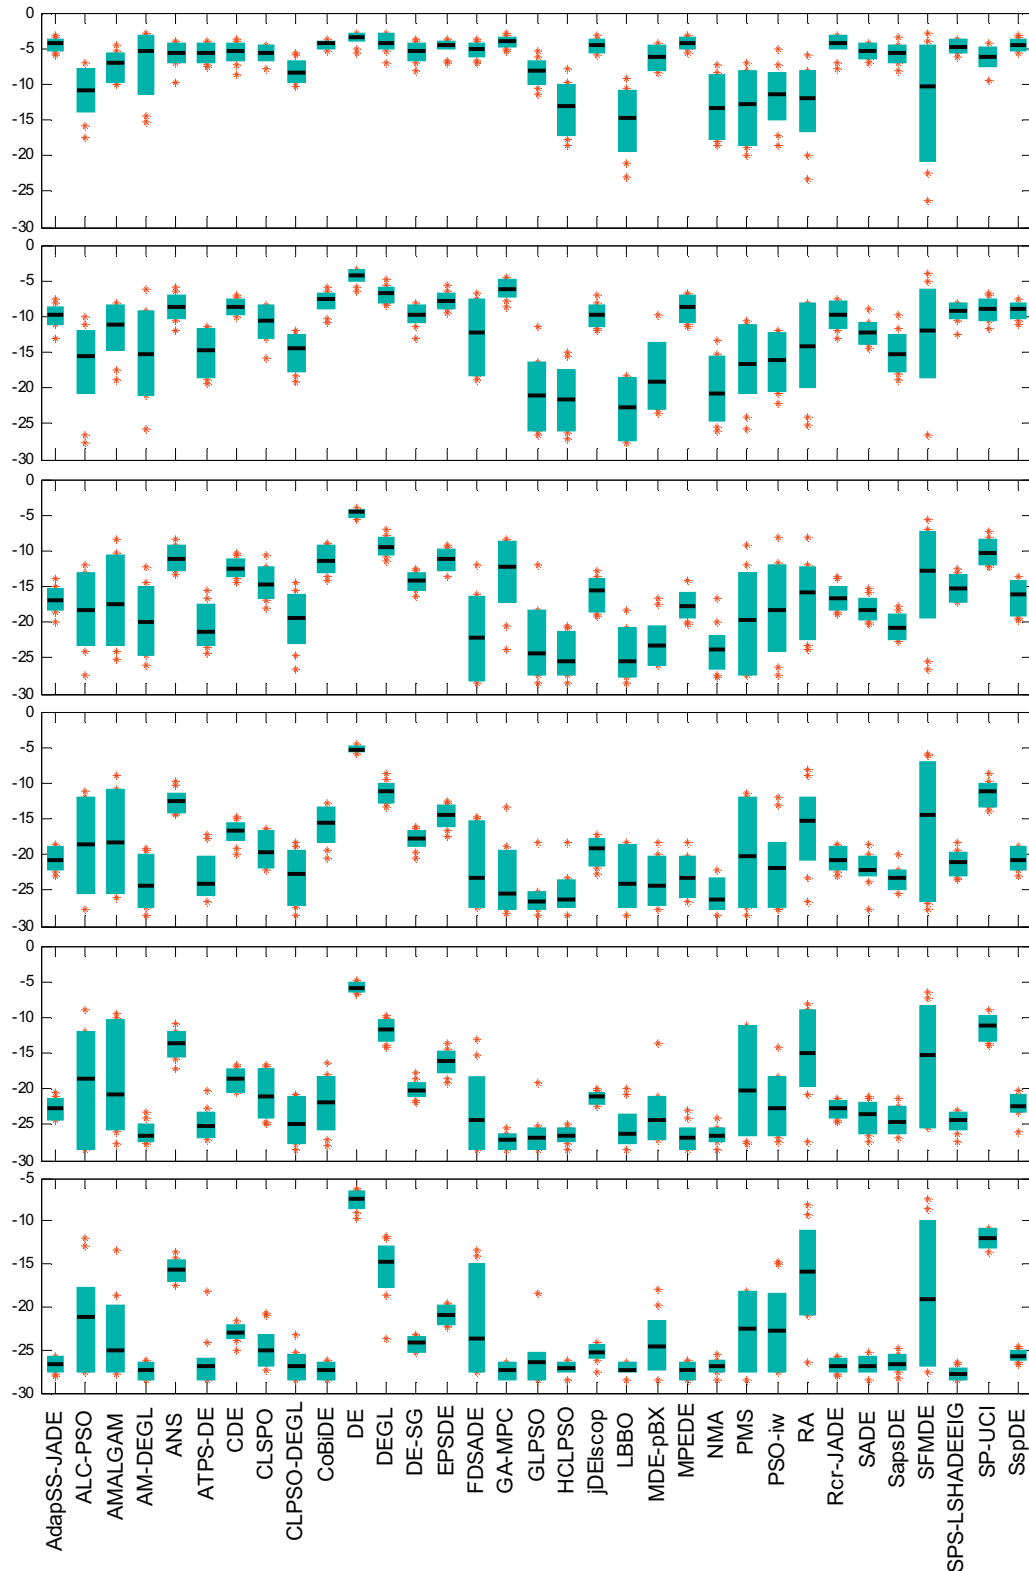 0
-5
-10
-15
-20
-25
-30
0
-5
-10
-15
-20
-25
-30
0
-5
-10
-15
-20
-25
-30
0
-5
-10
-15
-20
-25
-30
0
-5
-10
-15
-20
-25
-30
-5
-10
-15
-20
-25
-30
AdapSS-JADE
ALC-PSO
AMALGAM
AM-DEGL
ANS
ATPS-DE
CDE
CLSPO
CLPSO-DEGL
CoBiDE
DE
DEGL
DE-SG
EPSDE
FDSADE
GA-MPC
GLPSO
HCLPSO
jDElscop
LBBO
MDE-pBX
MPEDE
NMA
PMS
PSO-iw
RA
Rcr-JADE
SADE
SapsDE
SFMDE
SPS-LSHADEEIG
SP-UCI
SspDE